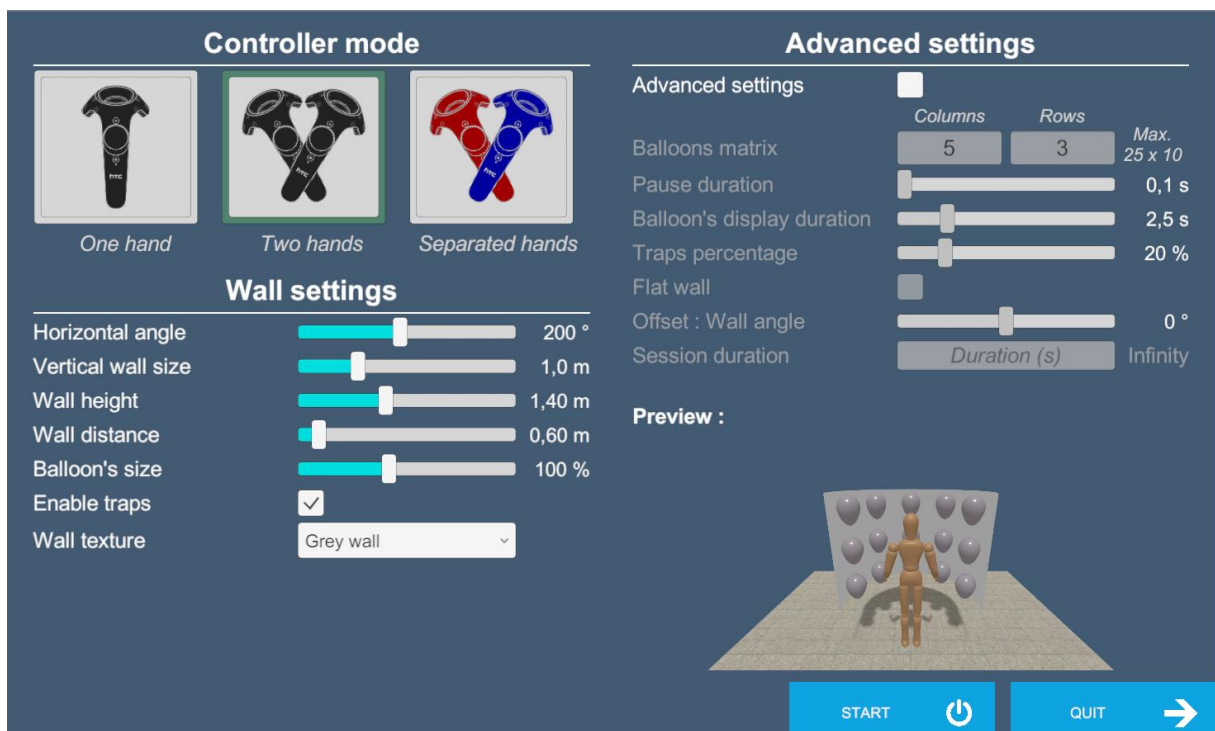 Controller mode
One hand Two hands Separated hands
Wall settings
Horizontal angle 200 °
Vertical wall size 1,0 m
Wall height 1,40 m
Wall distance 0,60 m
Balloon's size 100 %
Enable traps
Wall texture Grey wall
Advanced settings
Advanced settings
Columns Rows
Balloons matrix 5 3 Max. 25 x 10
Pause duration 0,1 s
Balloon's display duration 2,5 s
Traps percentage 20 %
Flat wall
Offset : Wall angle 0 °
Session duration Duration (s) Infinity
Preview :
START QUIT